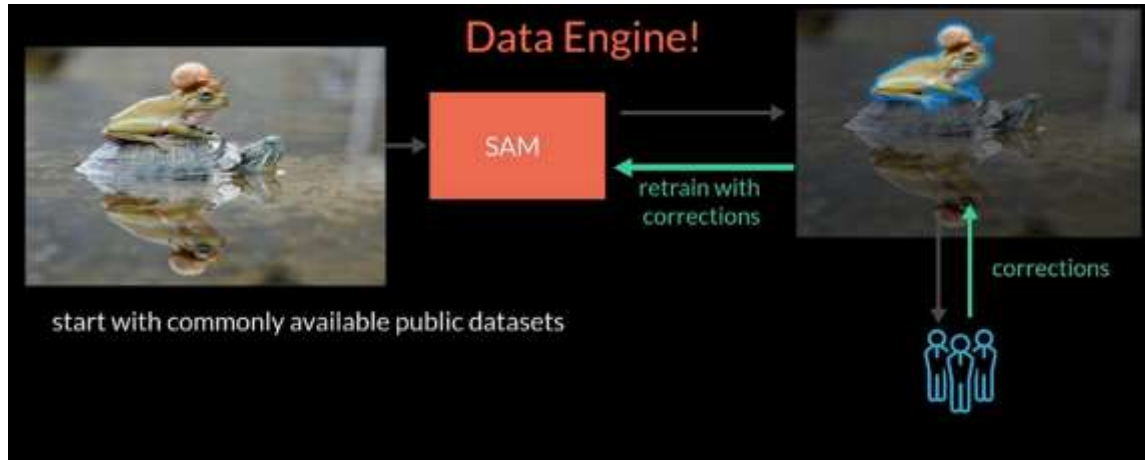 Data Engine!
SAM
retrain with
corrections
corrections
start with commonly available public datasets